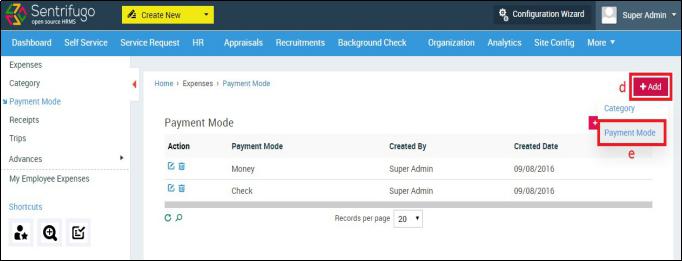 Sentrifugo
open source HRMS
Create New
Configuration Wizard
Super Admin
Dashboard Self Service Service Request HR Appraisals Recruitments Background Check Organization Analytics Site Config More
Expenses
Category
Payment Mode
Receipts
Trips
Advances
My Employee Expenses
Shortcuts
Home › Expenses › Payment Mode
d
+ Add
Category
Payment Mode
e
Payment Mode
+
Action Payment Mode Created By Created Date
Money Super Admin 09/08/2016
Check Super Admin 09/08/2016
Records per page 20